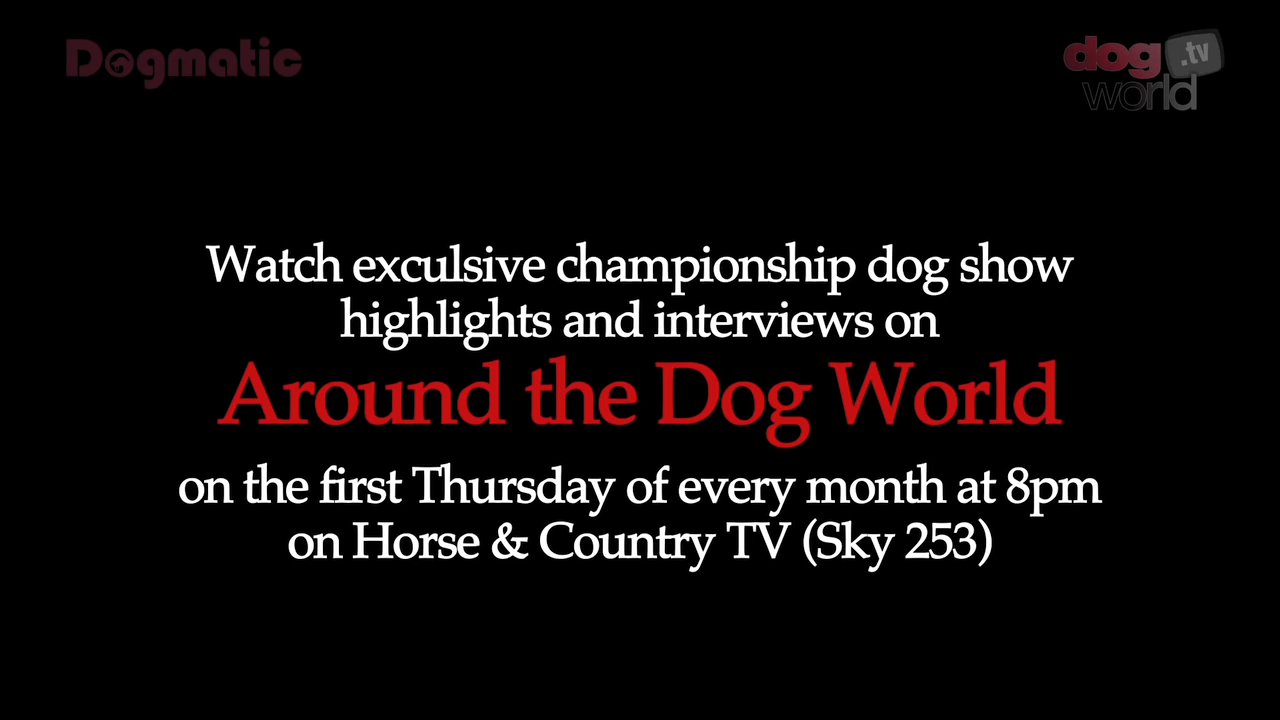 Dogmatic
dog .tv
world
Watch exculsive championship dog show
highlights and interviews on
Around the Dog World
on the first Thursday of every month at 8pm
on Horse & Country TV (Sky 253)